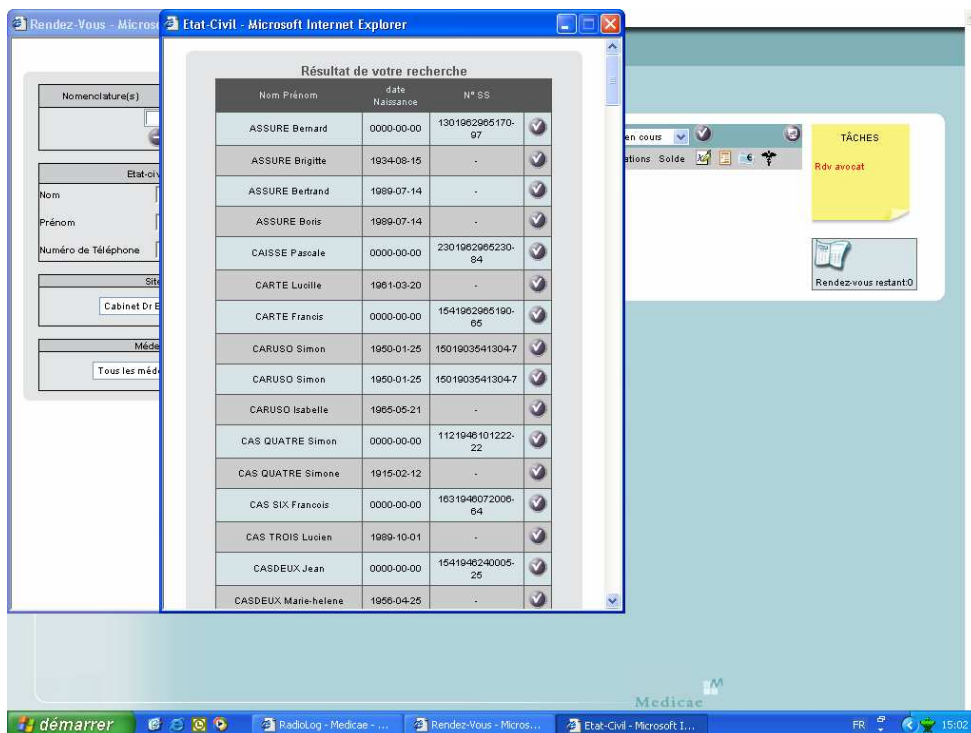 Rendez-Vous - Micros
Etat-Civil - Microsoft Internet Explorer
Nomenclature(s)
Etat-civ
Nom
Prénom
Numéro de Téléphone
Site
Cabinet Dr E
Méde
Tous les méde
Résultat de votre recherche
Nom Prénom date Naissance N° SS
ASSURE Bernard 0000-00-00 1301962965170-97
ASSURE Brigitte 1934-08-15 -
ASSURE Bertrand 1989-07-14 -
ASSURE Boris 1989-07-14 -
CAISSE Pascale 0000-00-00 2301962965230-84
CARTE Lucille 1961-03-20 -
CARTE Francis 0000-00-00 1541962965190-65
CARUSO Simon 1950-01-25 15019035413047
CARUSO Simon 1950-01-25 15019035413047
CARUSO Isabelle 1965-05-21 -
CAS QUATRE Simon 0000-00-00 1121946101222-22
CAS QUATRE Simone 1915-02-12 -
CAS SIX Francois 0000-00-00 1631946072006-64
CAS TROIS Lucien 1989-10-01 -
CASDEUX Jean 0000-00-00 1541946240005-25
CASDEUX Marie-helene 1956-04-25 -
en cours
ations Solde
TÂCHES
Rdv avocat
Rendez-vous restant:0
Medicae
démarrer
RadioLog - Medicae - ...
Rendez-Vous - Micros...
Etat-Civil - Microsoft I...
FR
15:02